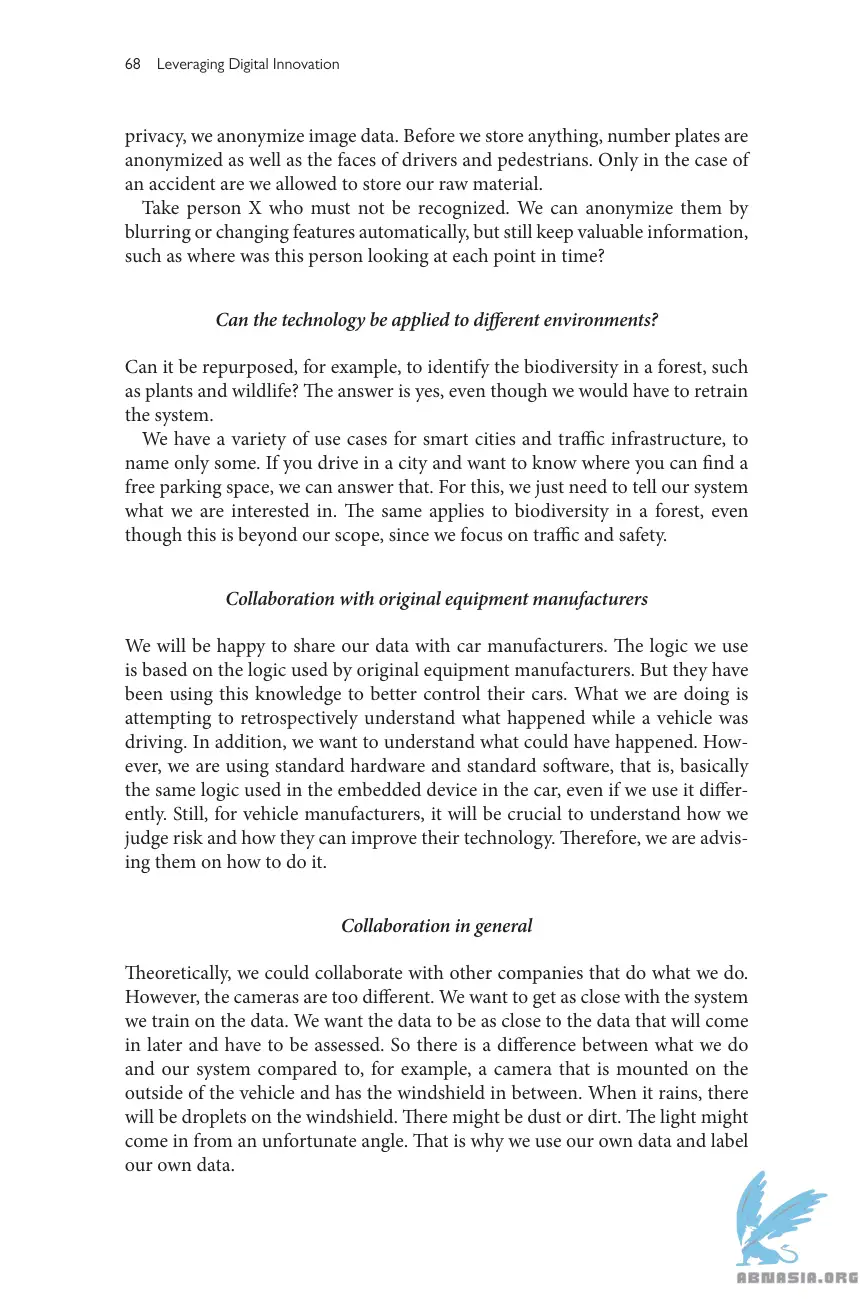 68 Leveraging Digital Innovation
privacy, we anonymize image data. Before we store anything, number plates are
anonymized as well as the faces of drivers and pedestrians. Only in the case of
an accident are we allowed to store our raw material.
Take person X who must not be recognized. We can anonymize them by
blurring or changing features automatically, but still keep valuable information,
such as where was this person looking at each point in time?
Can the technology be applied to different environments?
Can it be repurposed, for example, to identify the biodiversity in a forest, such
as plants and wildlife? The answer is yes, even though we would have to retrain
the system.
We have a variety of use cases for smart cities and traffic infrastructure, to
name only some. If you drive in a city and want to know where you can find a
free parking space, we can answer that. For this, we just need to tell our system
what we are interested in. The same applies to biodiversity in a forest, even
though this is beyond our scope, since we focus on traffic and safety.
Collaboration with original equipment manufacturers
We will be happy to share our data with car manufacturers. The logic we use
is based on the logic used by original equipment manufacturers. But they have
been using this knowledge to better control their cars. What we are doing is
attempting to retrospectively understand what happened while a vehicle was
driving. In addition, we want to understand what could have happened. How-
ever, we are using standard hardware and standard software, that is, basically
the same logic used in the embedded device in the car, even if we use it differ-
ently. Still, for vehicle manufacturers, it will be crucial to understand how we
judge risk and how they can improve their technology. Therefore, we are advis-
ing them on how to do it.
Collaboration in general
Theoretically, we could collaborate with other companies that do what we do.
However, the cameras are too different. We want to get as close with the system
we train on the data. We want the data to be as close to the data that will come
in later and have to be assessed. So there is a difference between what we do
and our system compared to, for example, a camera that is mounted on the
outside of the vehicle and has the windshield in between. When it rains, there
will be droplets on the windshield. There might be dust or dirt. The light might
come in from an unfortunate angle. That is why we use our own data and label
our own data.
ABNASIA.ORG